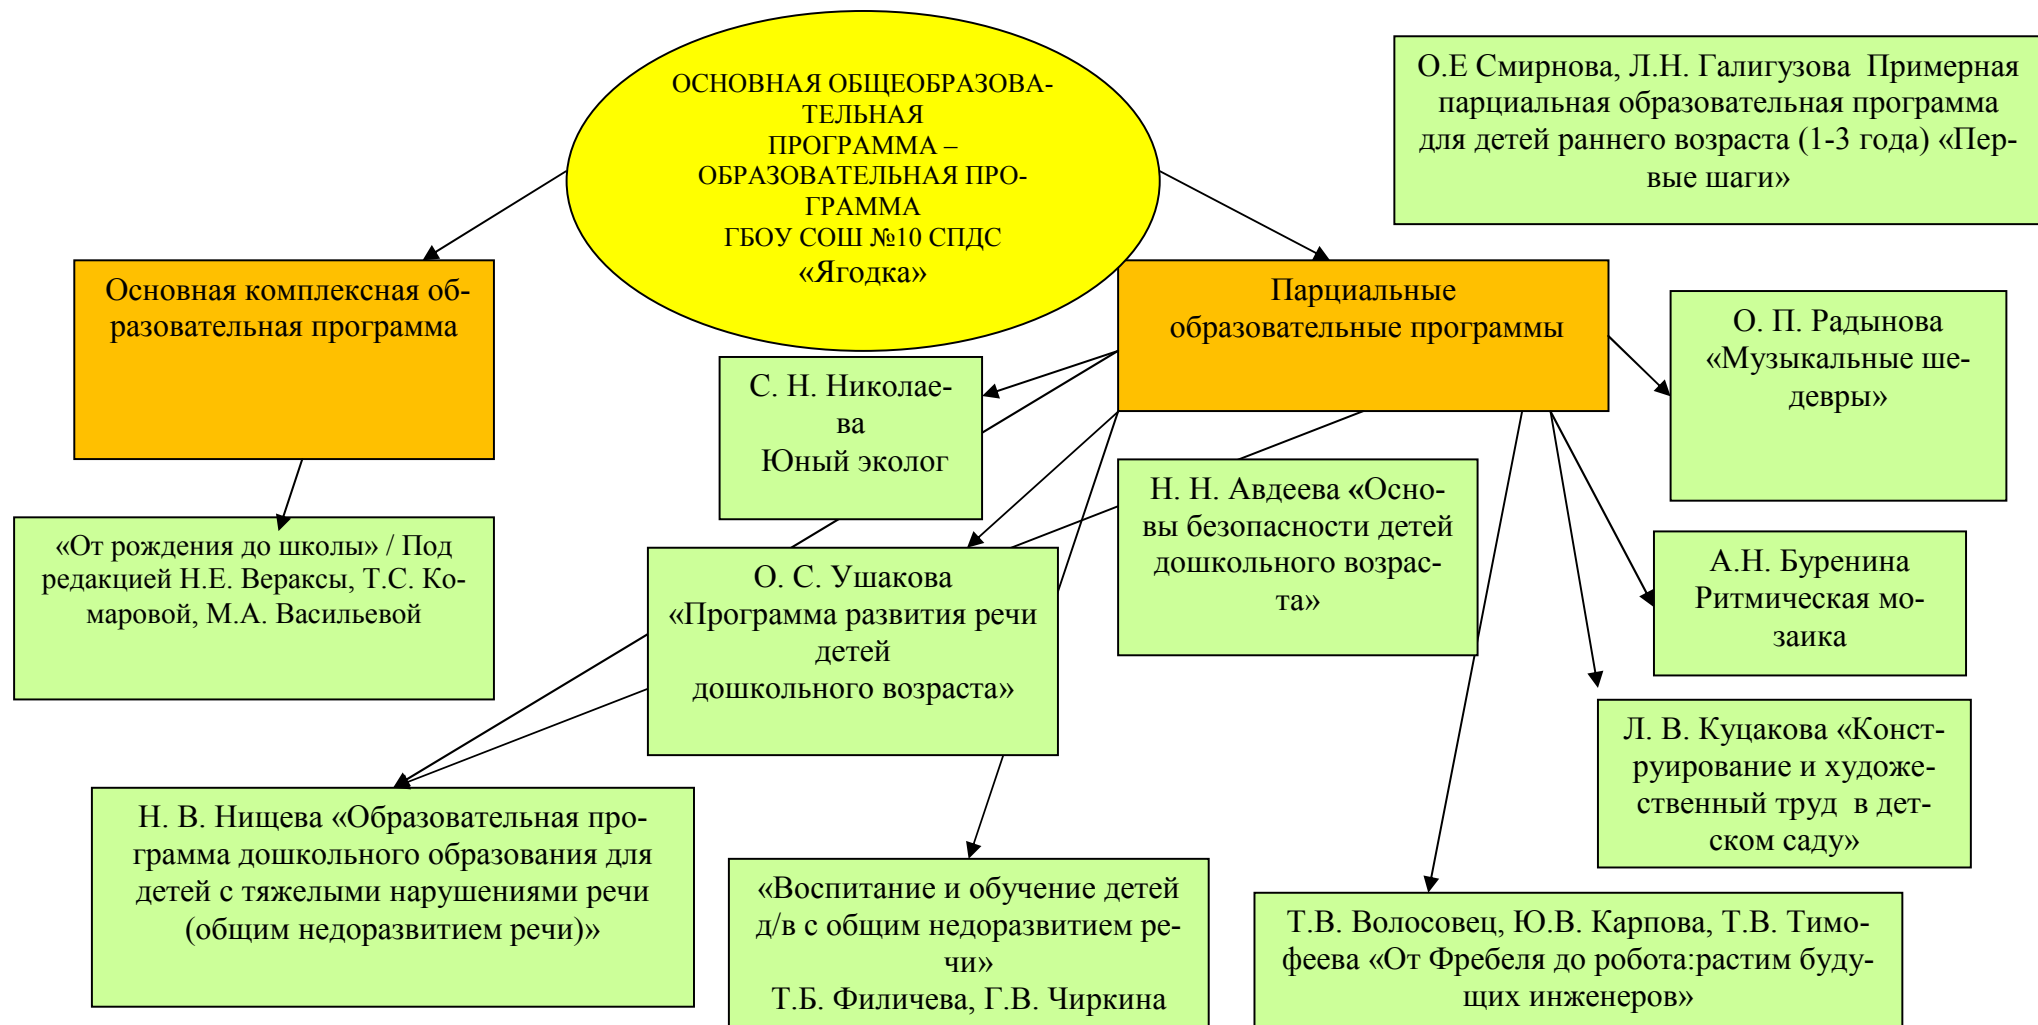 ОСНОВНАЯ ОБЩЕОБРАЗОВА-
ТЕЛЬНАЯ
ПРОГРАММА –
ОБРАЗОВАТЕЛЬНАЯ ПРО-
ГРАММА
ГБОУ СОШ №10 СПДС
«Ягодка»
О.Е Смирнова, Л.Н. Галигузова Примерная
парциальная образовательная программа
для детей раннего возраста (1-3 года) «Пер-
вые шаги»
Основная комплексная об-
разовательная программа
Парциальные
образовательные программы
О. П. Радынова
«Музыкальные ше-
девры»
С. Н. Николае-
ва
Юный эколог
Н. Н. Авдеева «Осно-
вы безопасности детей
дошкольного возрас-
та»
«От рождения до школы» / Под
редакцией Н.Е. Вераксы, Т.С. Ко-
маровой, М.А. Васильевой
О. С. Ушакова
«Программа развития речи
детей
дошкольного возраста»
А.Н. Буренина
Ритмическая мо-
заика
Л. В. Куцакова «Конст-
руирование и художе-
ственный труд в дет-
ском саду»
Н. В. Нищева «Образовательная про-
грамма дошкольного образования для
детей с тяжелыми нарушениями речи
(общим недоразвитием речи)»
«Воспитание и обучение детей
д/в с общим недоразвитием ре-
чи»
Т.Б. Филичева, Г.В. Чиркина
Т.В. Волосовец, Ю.В. Карпова, Т.В. Тимо-
феева «От Фребеля до робота:растим буду-
щих инженеров»